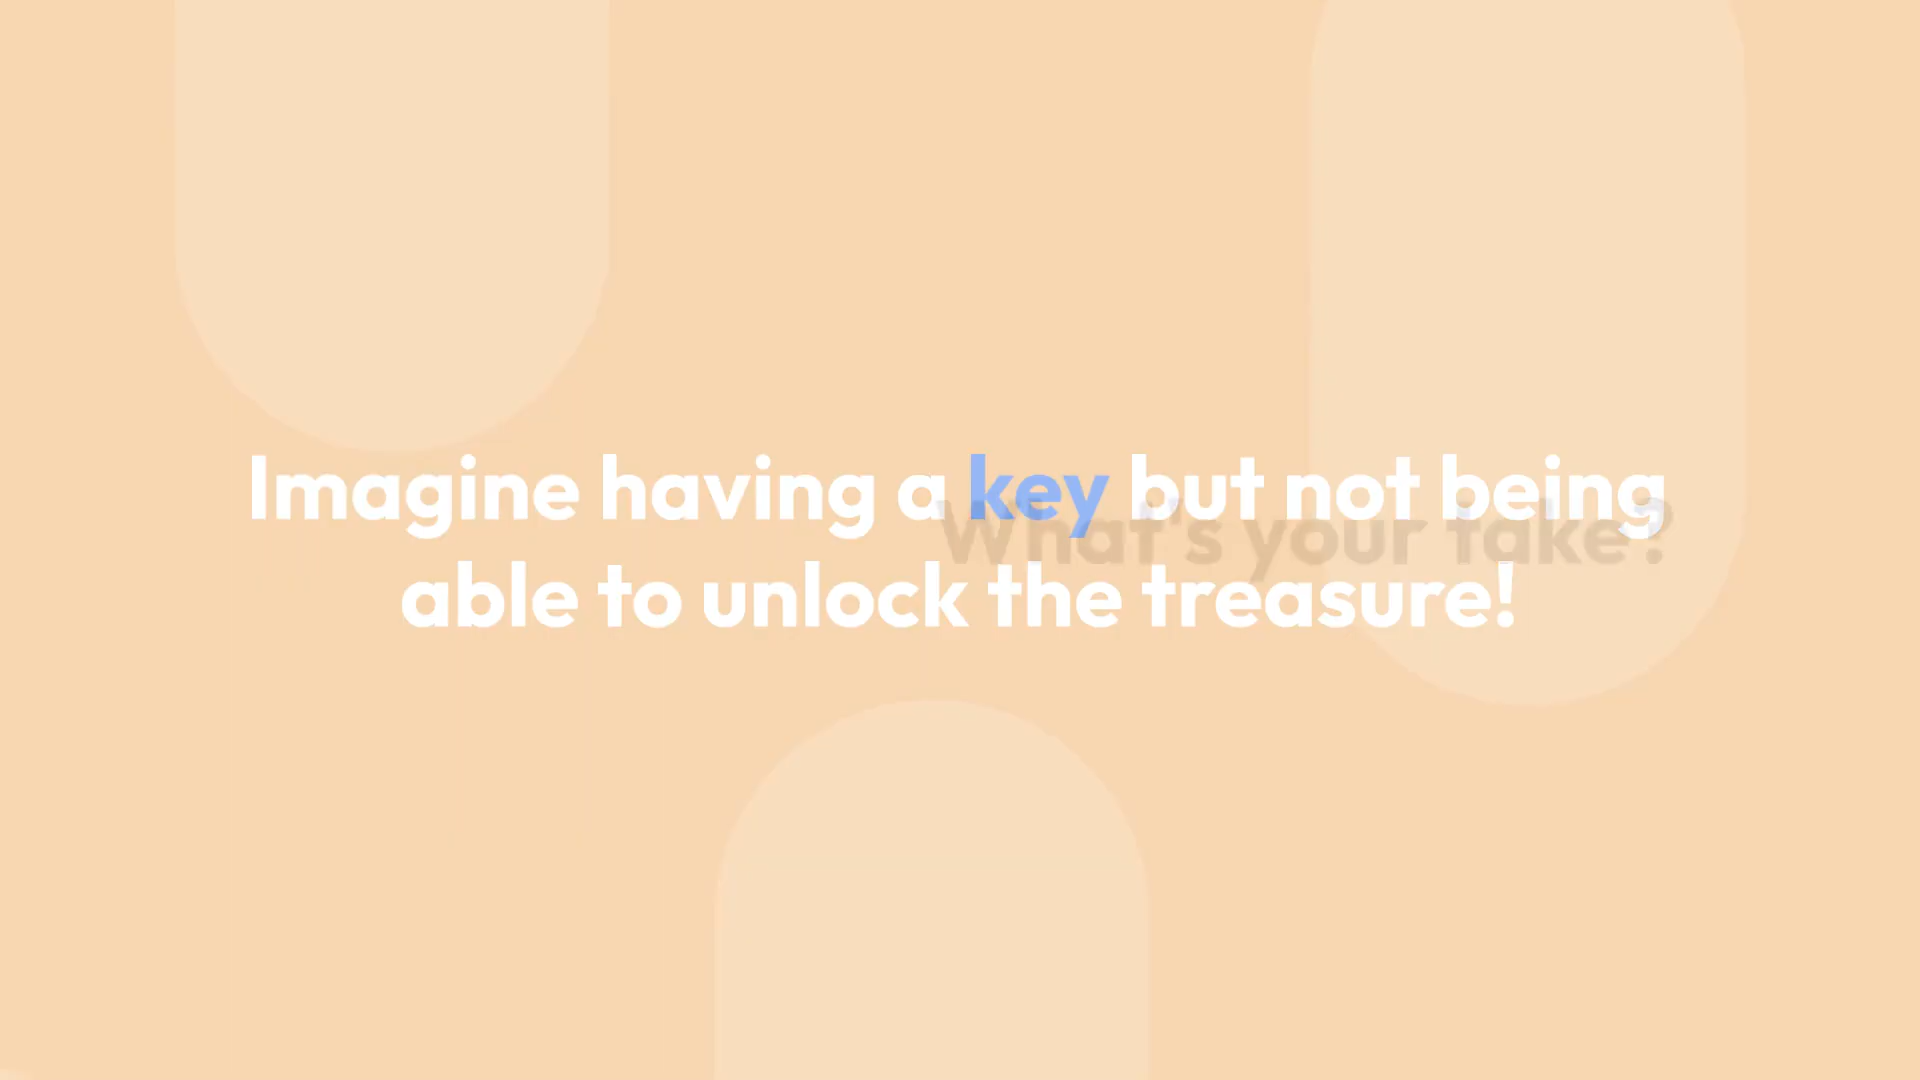 Imagine having a key but not being
What's your take?
able to unlock the treasure!